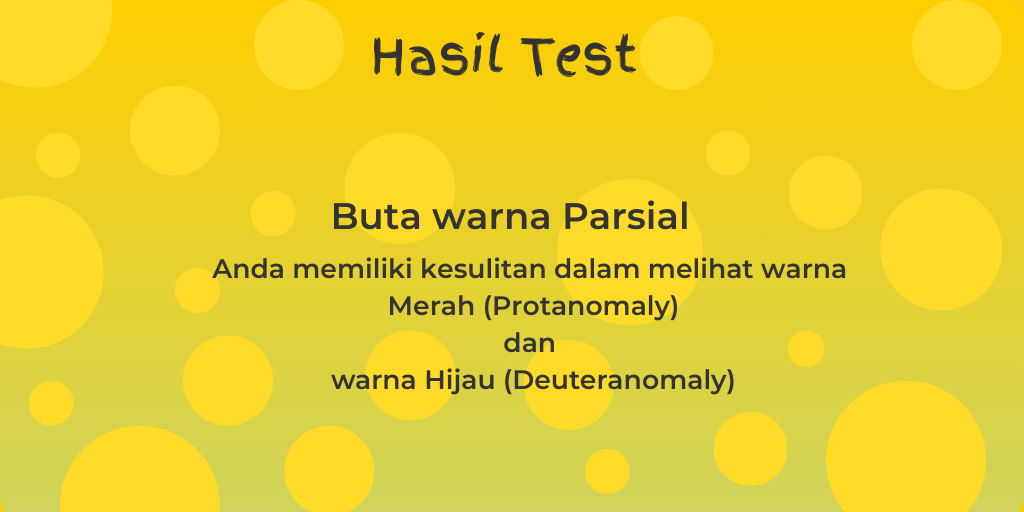 Hasil Test
Buta warna Parsial
Anda memiliki kesulitan dalam melihat warna
Merah (Protanomaly)
dan
warna Hijau (Deuteranomaly)